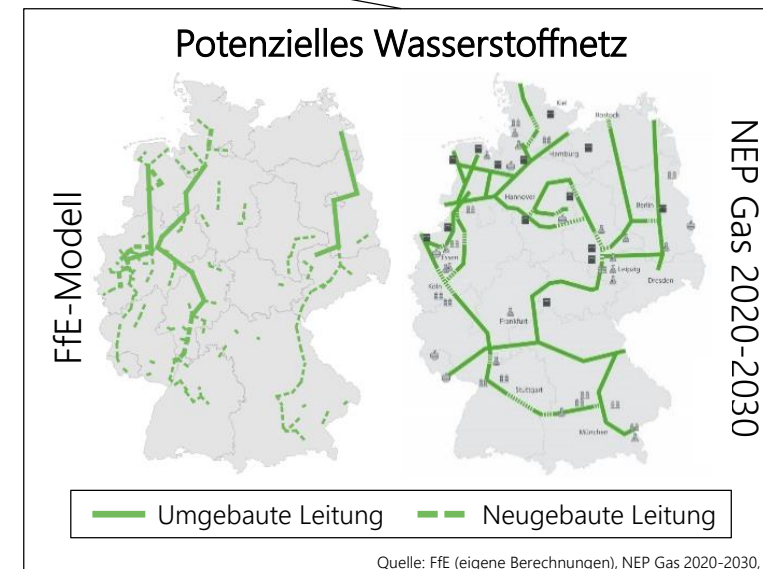 Potenzielles Wasserstoffnetz
FfE-Modell
Kiel
Rostock
Hamburg
Hannover
Berlin
Essen
Leipzig
Köln
Dresden
Frankfurt
Stuttgart
München
NEP Gas 2020-2030
Umgebaute Leitung
Neugebaute Leitung
Quelle: FfE (eigene Berechnungen), NEP Gas 2020-2030,